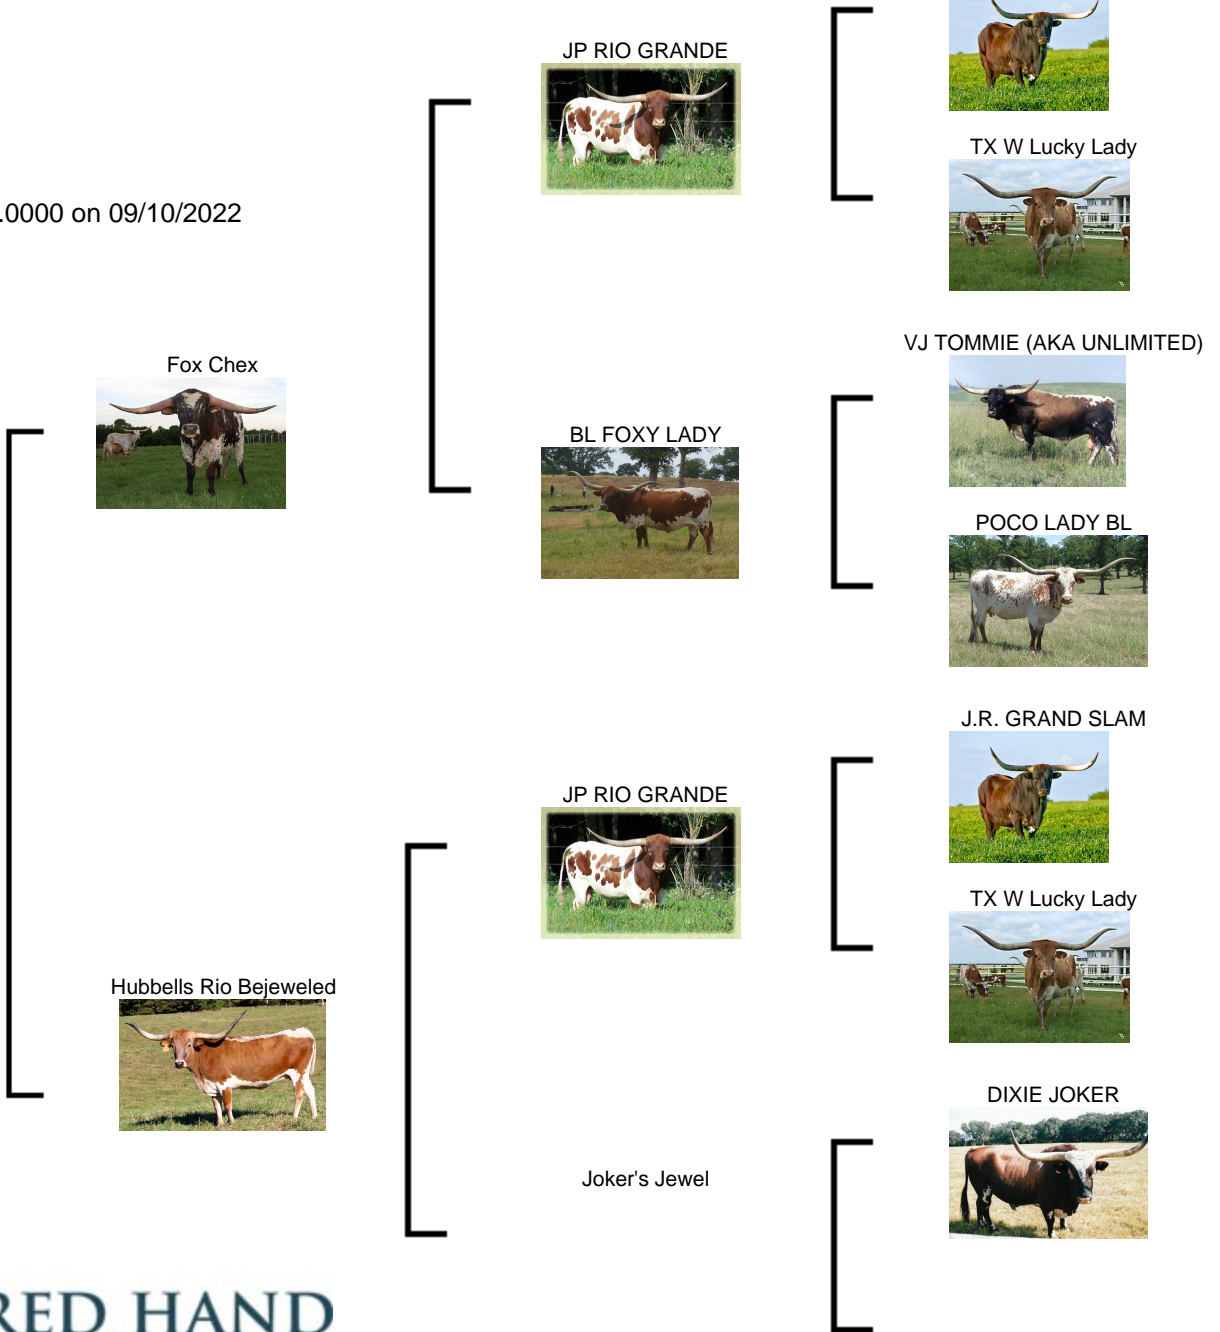 JP RIO GRANDE
TX W Lucky Lady
.0000 on 09/10/2022
VJ TOMMIE (AKA UNLIMITED)
Fox Chex
BL FOXY LADY
POCO LADY BL
J.R. GRAND SLAM
JP RIO GRANDE
TX W Lucky Lady
Hubbells Rio Bejeweled
DIXIE JOKER
Joker's Jewel
RED HAND